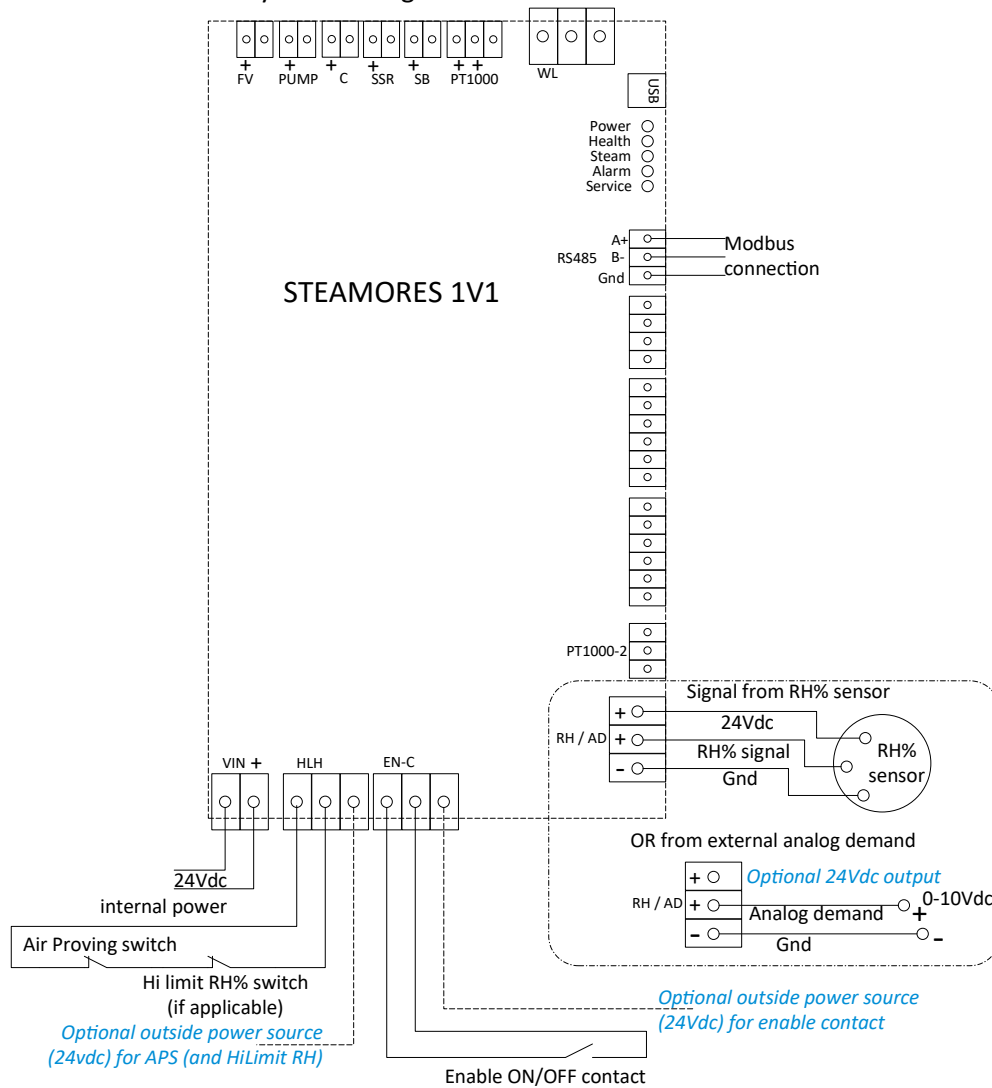 + + + + + + +
FV PUMP C SSR SB PT1000
WL
USB
Power
Health
Steam
Alarm
Service
A+
RS485 B-
Gnd
Modbus
connection
STEAMORES 1V1
PT1000-2
Signal from RH% sensor
+
24Vdc
RH / AD +
RH% signal
-
Gnd
RH%
sensor
VIN + HLH EN-C
OR from external analog demand
+ Optional 24Vdc output
RH / AD + Analog demand + 0-10Vdc
- Gnd -
24Vdc
internal power
Air Proving switch
Hi limit RH% switch
(if applicable)
Optional outside power source
(24vdc) for APS (and HiLimit RH)
Optional outside power source
(24Vdc) for enable contact
Enable ON/OFF contact